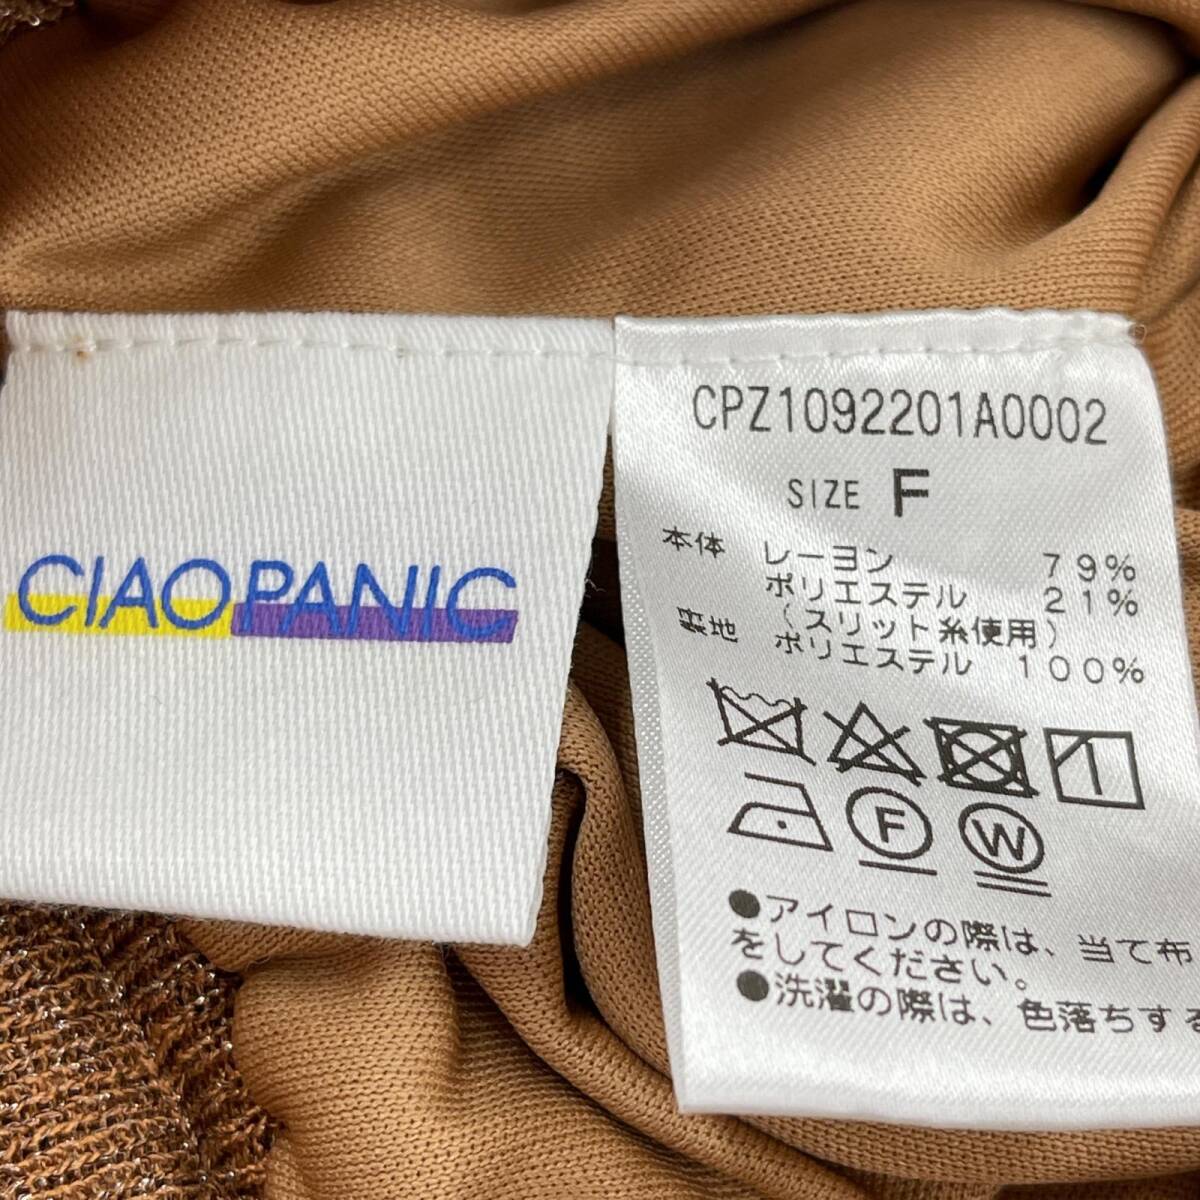 CIAOPANIC
CPZ1092201A0002
SIZE F
本体 レーヨン 79%
ポリエステル 21%
(スリット糸使用)
ポリエステル 100%
F W
●アイロンの際は、当て布
をしてください。
●洗濯の際は、色落ちする